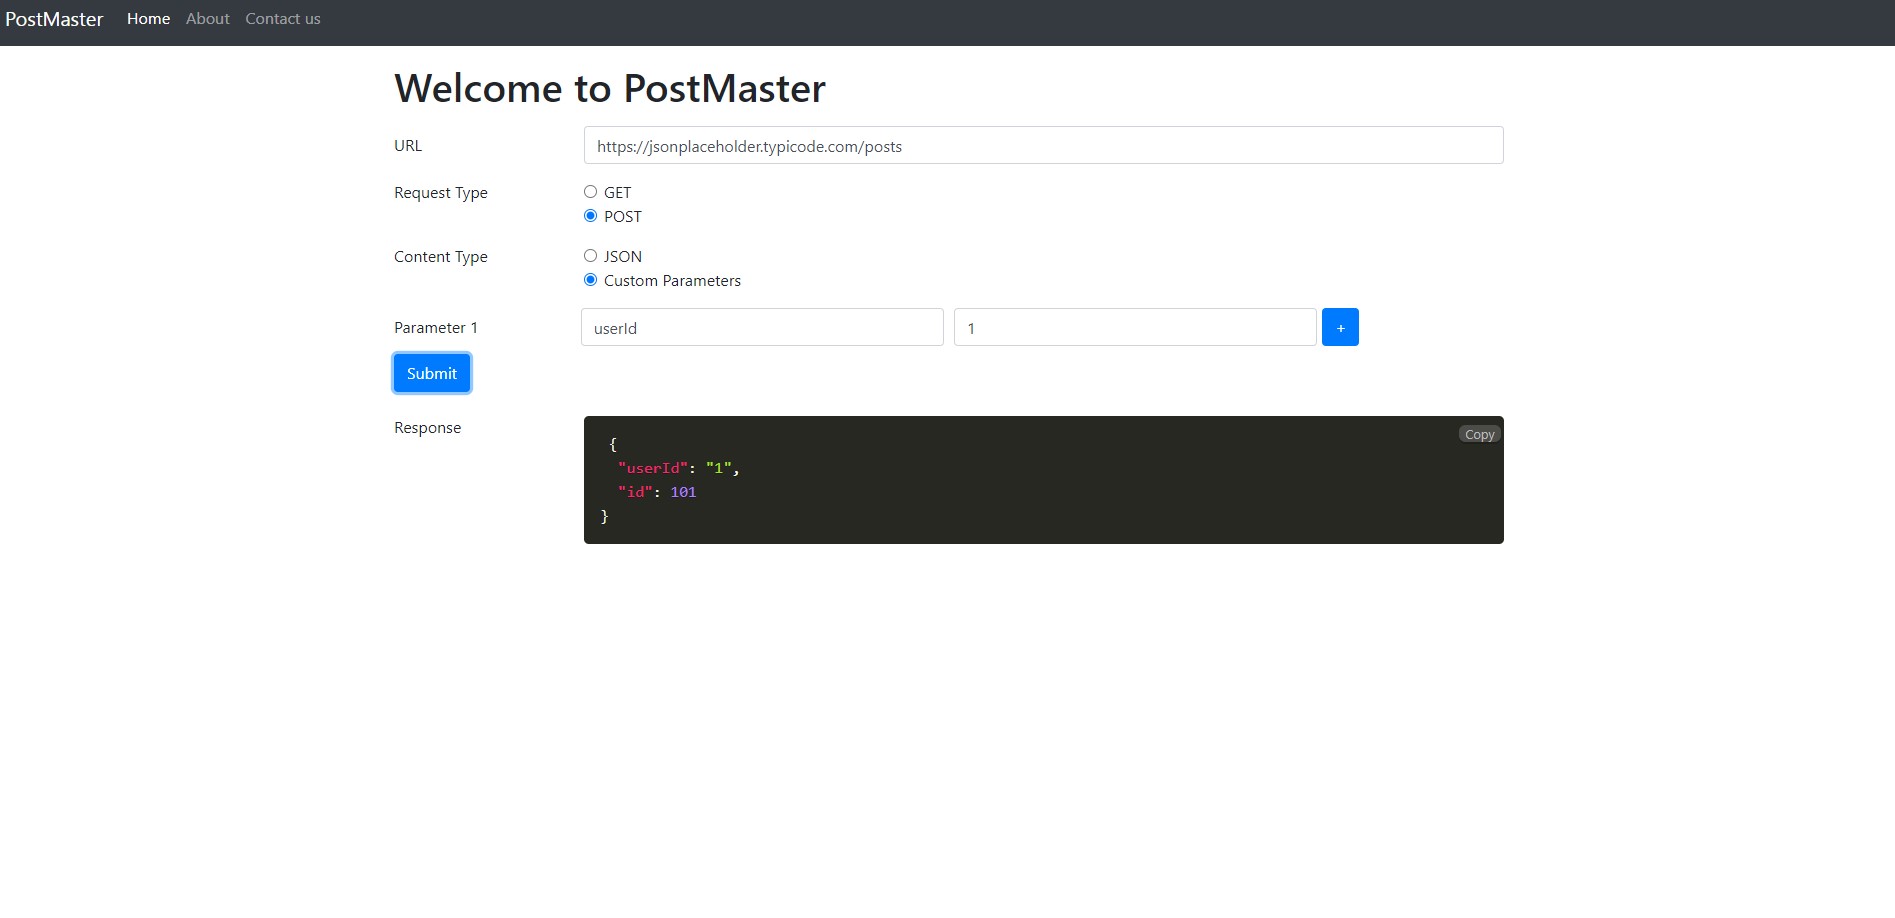 PostMaster Home About Contact us
Welcome to PostMaster
URL https://jsonplaceholder.typicode.com/posts
Request Type GET
POST
Content Type JSON
Custom Parameters
Parameter 1 userId 1 +
Submit
Response Copy
{
"userId": "1",
"id": 101
}